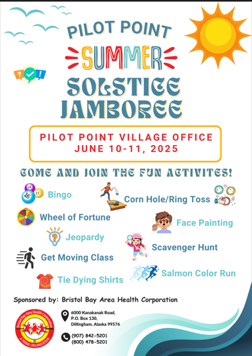 PILOT POINT
SUMMER
SOLSTICE
JAMBOREE
PILOT POINT VILLAGE OFFICE
JUNE 10-11, 2025
COME AND JOIN THE FUN ACTIVITES!
Bingo
Corn Hole/Ring Toss
Wheel of Fortune
Face Painting
Jeopardy
Scavenger Hunt
Get Moving Class
Salmon Color Run
Tie Dying Shirts
Sponsored by: Bristol Bay Area Health Corporation
6000 Kanakanak Road,
P.O. Box 130,
Dillingham, Alaska 99576
(907) 842-5201
(800) 478-5201